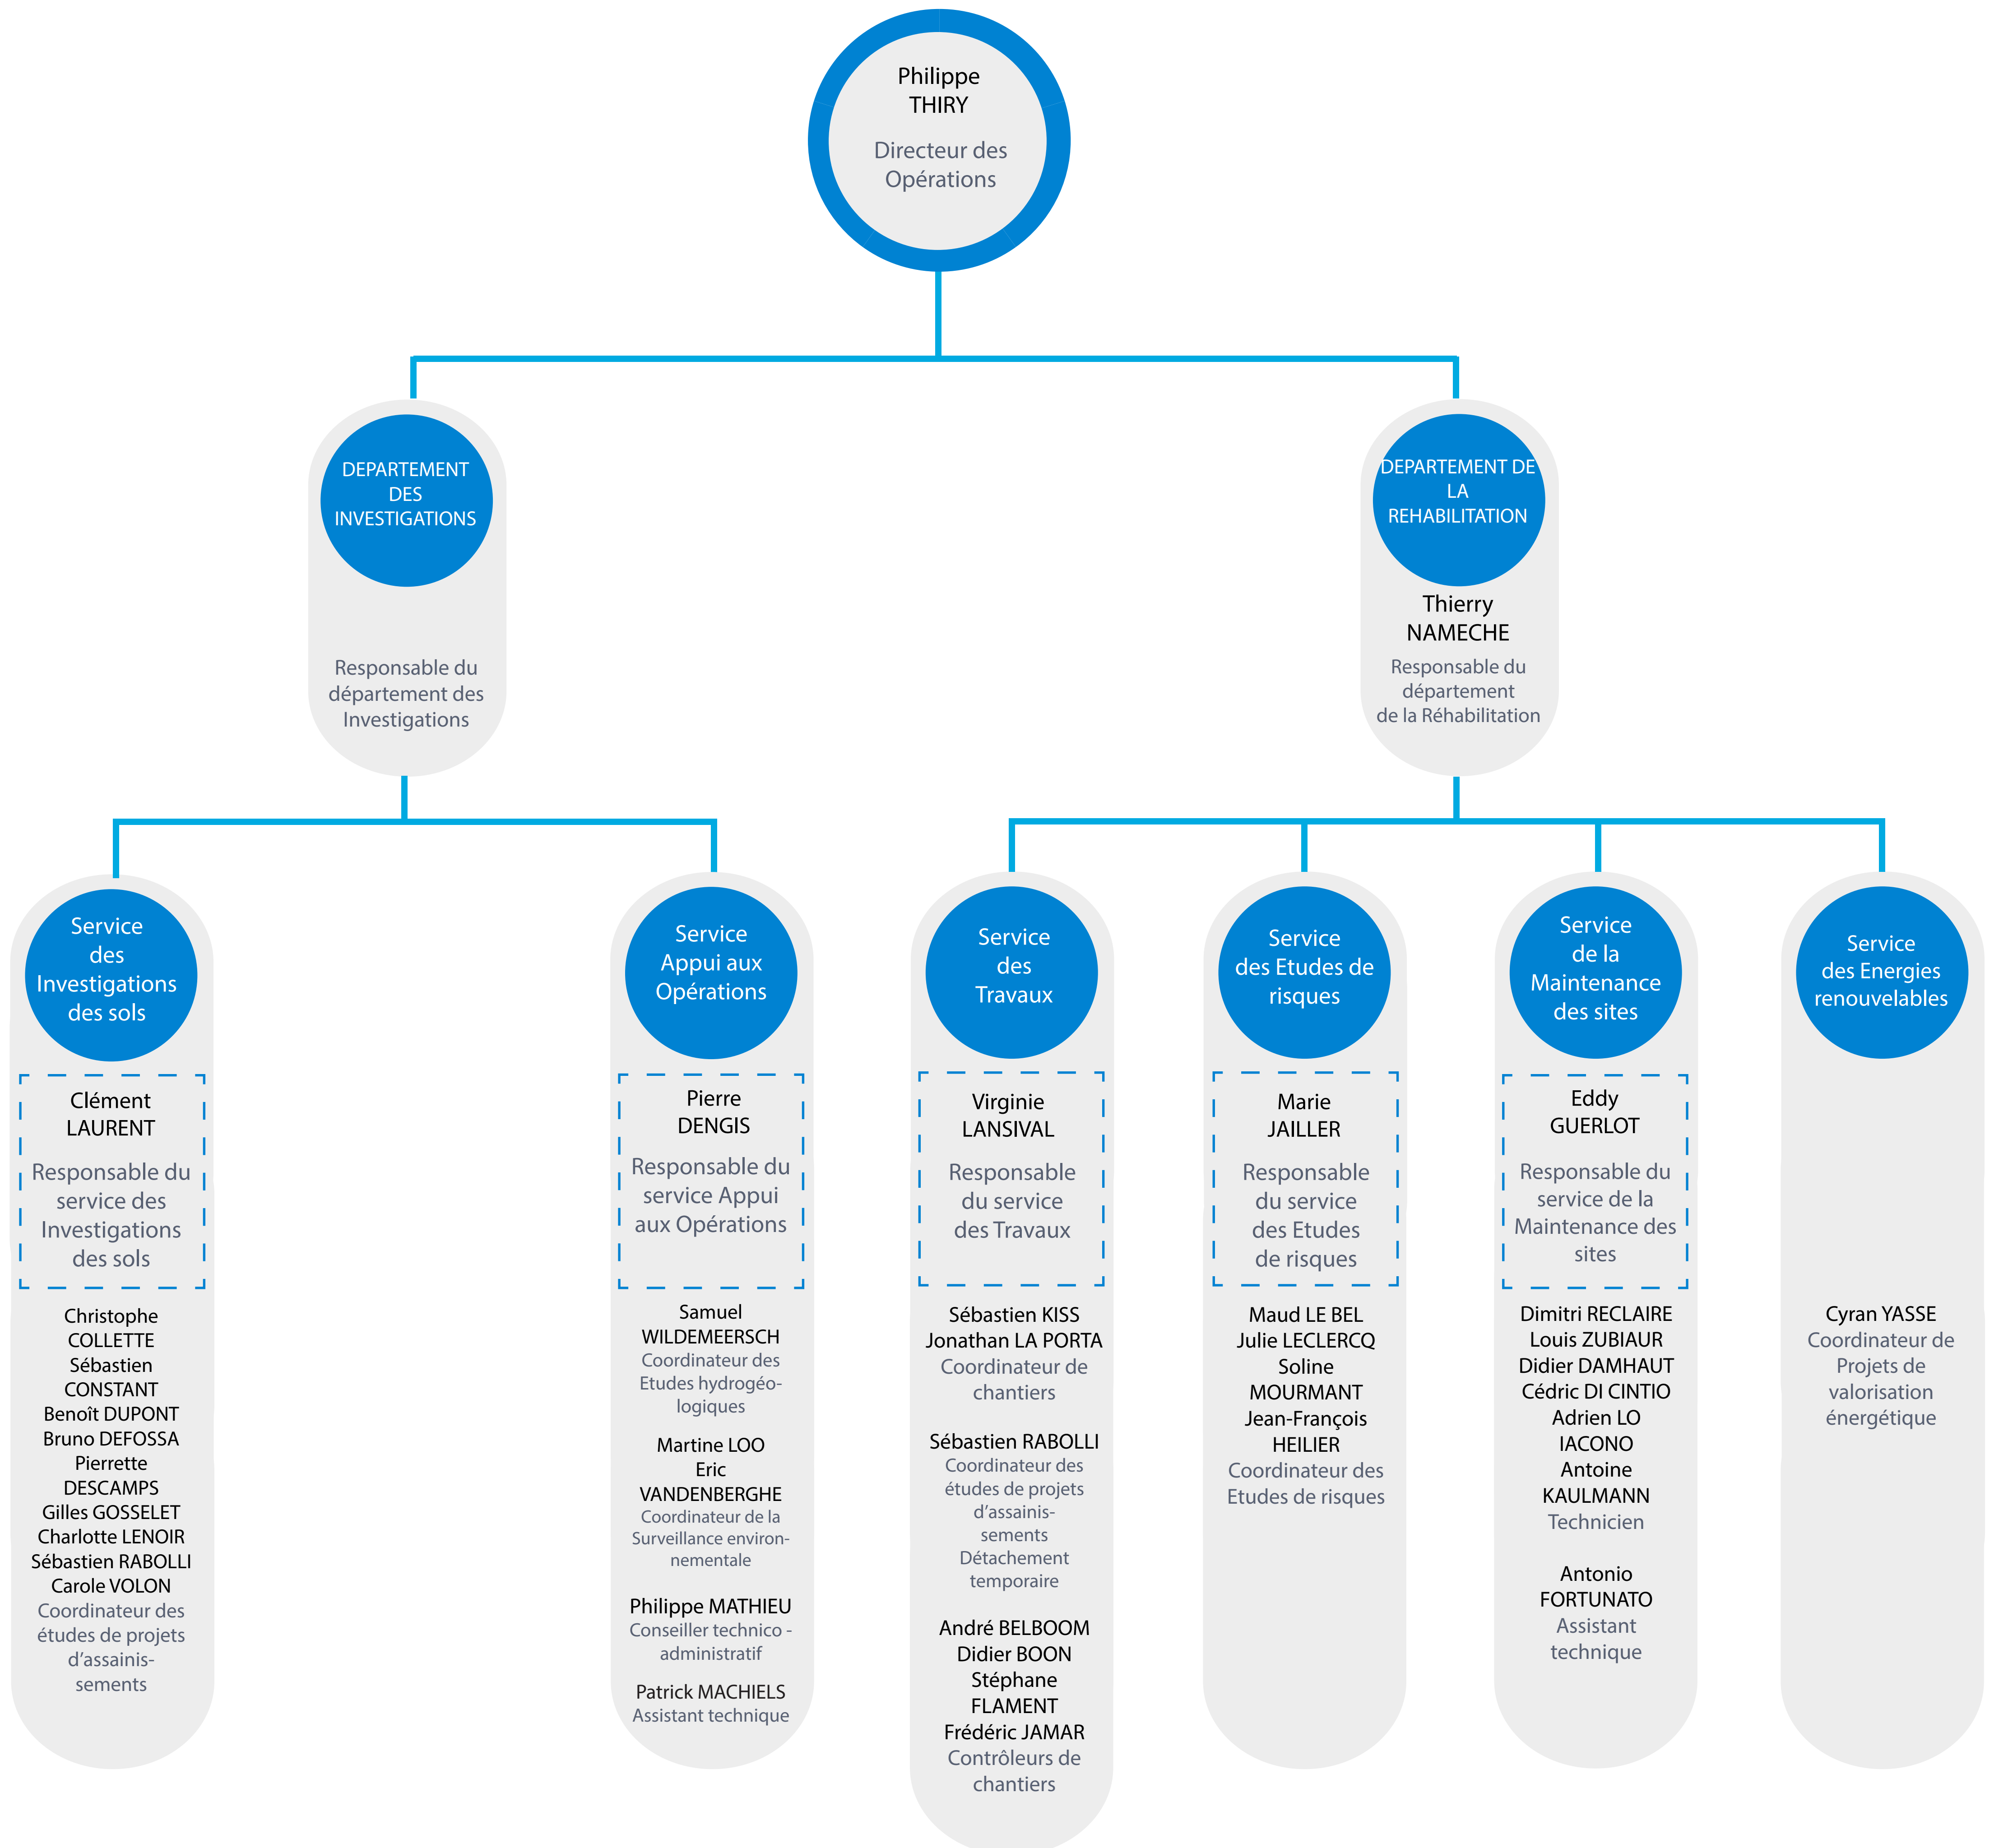 Philippe
THIRY
Directeur des
Opérations
DEPARTEMENT
DES
INVESTIGATIONS
Responsable du
département des
Investigations
DEPARTEMENT DE
LA
REHABILITATION
Thierry
NAMECHE
Responsable du
département
de la Réhabilitation
Service
des
Investigations
des sols
Clément
LAURENT
Responsable du
service des
Investigations
des sols
Christophe
COLLETTE
Sébastien
CONSTANT
Benoît DUPONT
Bruno DEFOSSA
Pierrette
DESCAMPS
Gilles GOSSELET
Charlotte LENOIR
Sébastien RABOLLI
Carole VOLON
Coordinateur des
études de projets
d’assainis-
sements
Service
Appui aux
Opérations
Pierre
DENGIS
Responsable du
service Appui
aux Opérations
Samuel
WILDEMEERSCH
Coordinateur des
Etudes hydrogéo-
logiques
Martine LOO
Eric
VANDENBERGHE
Coordinateur de la
Surveillance environ-
nementale
Philippe MATHIEU
Conseiller technico -
administratif
Patrick MACHIELS
Assistant technique
Service
des
Travaux
Virginie
LANSIVAL
Responsable
du service
des Travaux
Sébastien KISS
Jonathan LA PORTA
Coordinateur de
chantiers
Sébastien RABOLLI
Coordinateur des
études de projets
d’assainis-
sements
Détachement
temporaire
André BELBOOM
Didier BOON
Stéphane
FLAMENT
Frédéric JAMAR
Contrôleurs de
chantiers
Service
des Etudes de
risques
Marie
JAILLER
Responsable
du service
des Etudes
de risques
Maud LE BEL
Julie LECLERCQ
Soline
MOURMANT
Jean-François
HEILIER
Coordinateur des
Etudes de risques
Service
de la
Maintenance
des sites
Eddy
GUERLOT
Responsable du
service de la
Maintenance des
sites
Dimitri RECLAIRE
Louis ZUBIAUR
Didier DAMHAUT
Cédric DI CINTIO
Adrien LO
IACONO
Antoine
KAULMANN
Technicien
Antonio
FORTUNATO
Assistant
technique
Service
des Energies
renouvelables
Cyran YASSE
Coordinateur de
Projets de
valorisation
énergétique